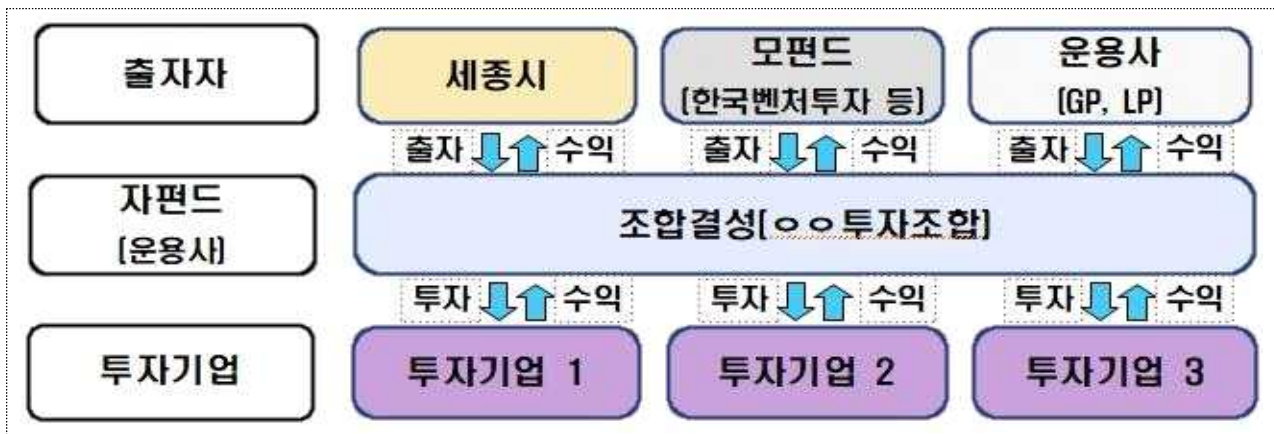 출자자
세종시
모펀드
[한국벤처투자 등]
운용사
[GP, LP]
출자 수익 출자 수익 출자 수익
자펀드
[운용사]
조합결성[ㅇㅇ투자조합]
투자 수익 투자 수익 투자 수익
투자기업
투자기업 1
투자기업 2
투자기업 3